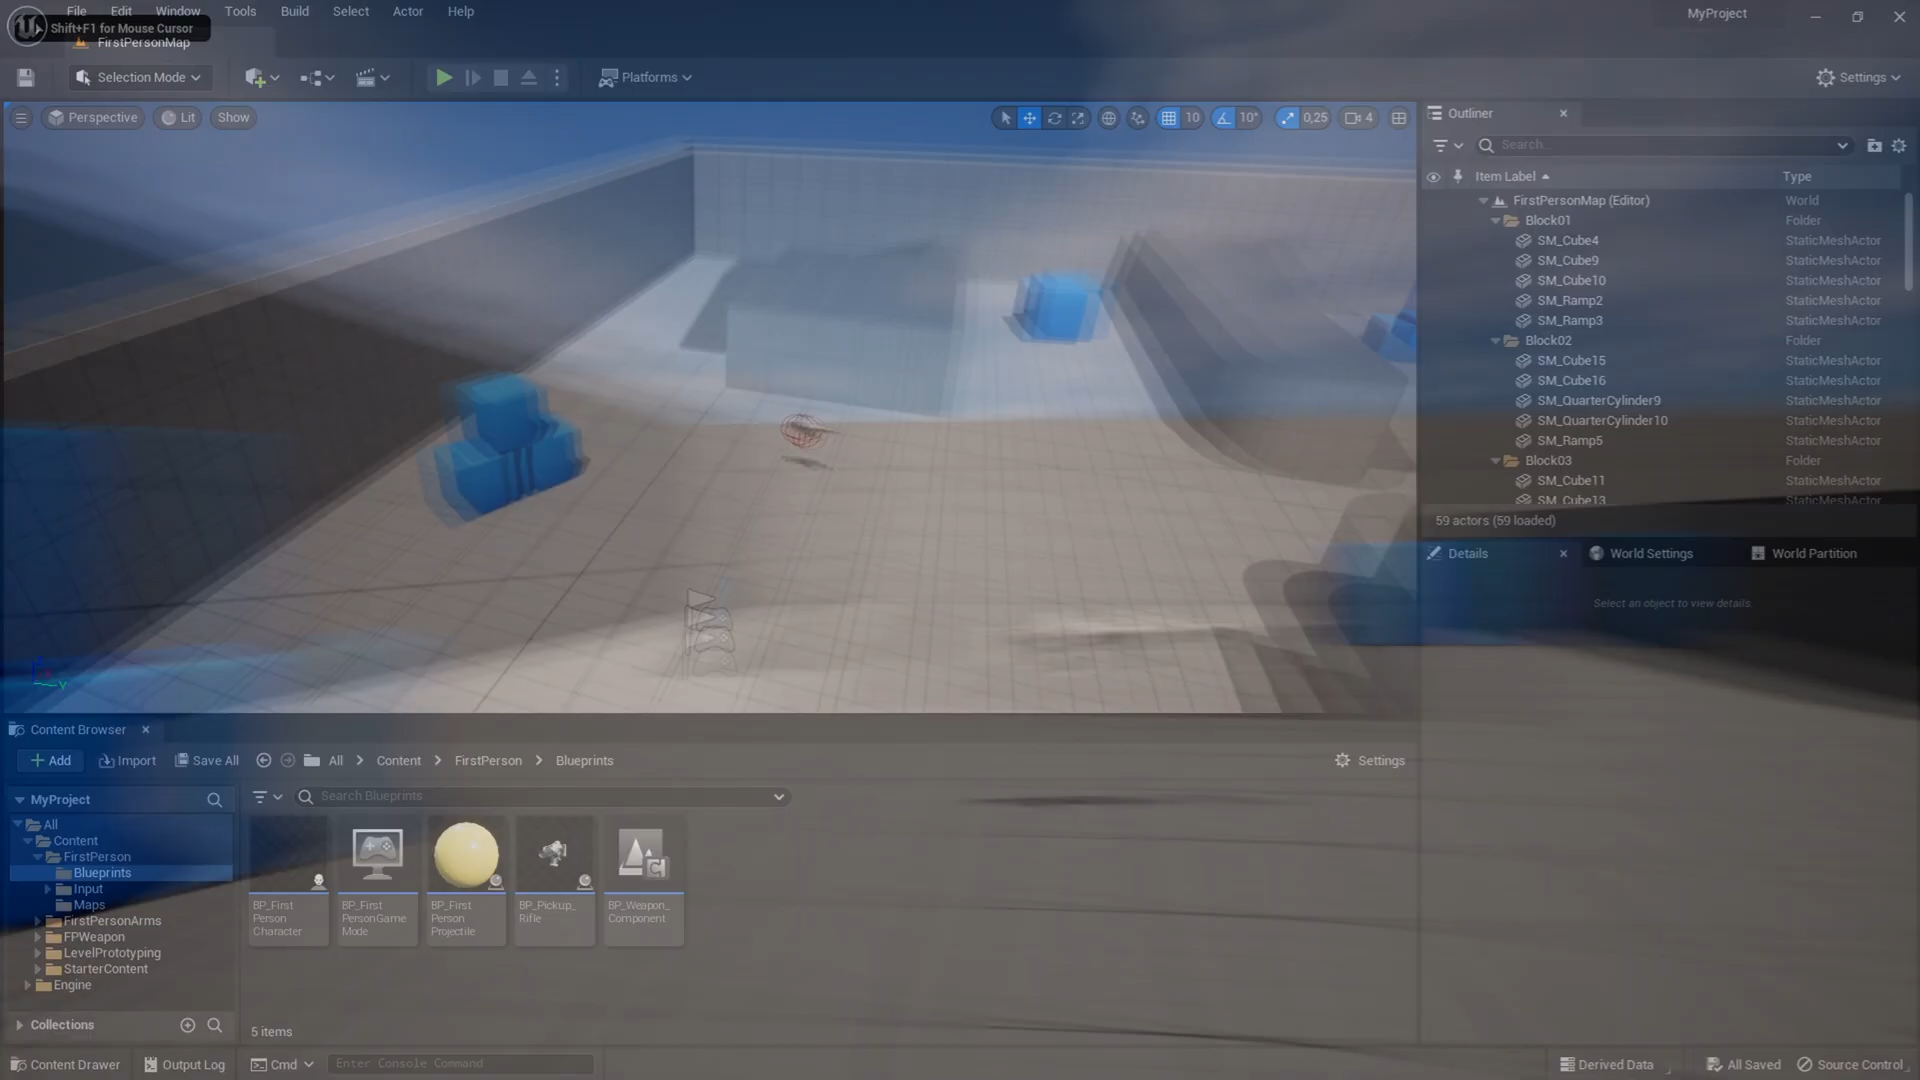 File Edit Window Tools Build Select Actor Help
MyProject
Shift+F1 for Mouse Cursor
FirstPersonMap
Selection Mode
Platforms
Settings
Perspective
Lit
Show
10
10°
0,25
4
Outliner
Search...
Item Label
Type
FirstPersonMap (Editor) World
Block01 Folder
SM_Cube4 StaticMeshActor
SM_Cube9 StaticMeshActor
SM_Cube10 StaticMeshActor
SM_Ramp2 StaticMeshActor
SM_Ramp3 StaticMeshActor
Block02 Folder
SM_Cube15 StaticMeshActor
SM_Cube16 StaticMeshActor
SM_QuarterCylinder9 StaticMeshActor
SM_QuarterCylinder10 StaticMeshActor
SM_Ramp5 StaticMeshActor
Block03 Folder
SM_Cube11 StaticMeshActor
SM_Cube13 StaticMeshActor
59 actors (59 loaded)
Details
World Settings
World Partition
Select an object to view details.
Y
Content Browser
Add
Import
Save All
All
Content
FirstPerson
Blueprints
Settings
MyProject
Search Blueprints
All
Content
FirstPerson
Blueprints
Input
Maps
FirstPersonArms
FPWeapon
LevelPrototyping
StarterContent
Engine
BP_First
Person
Character
BP_First
PersonGame
Mode
BP_First
Person
Projectile
BP_Pickup_
Rifle
BP_Weapon_
Component
Collections
5 items
Content Drawer
Output Log
Cmd
Enter Console Command
Derived Data
All Saved
Source Control